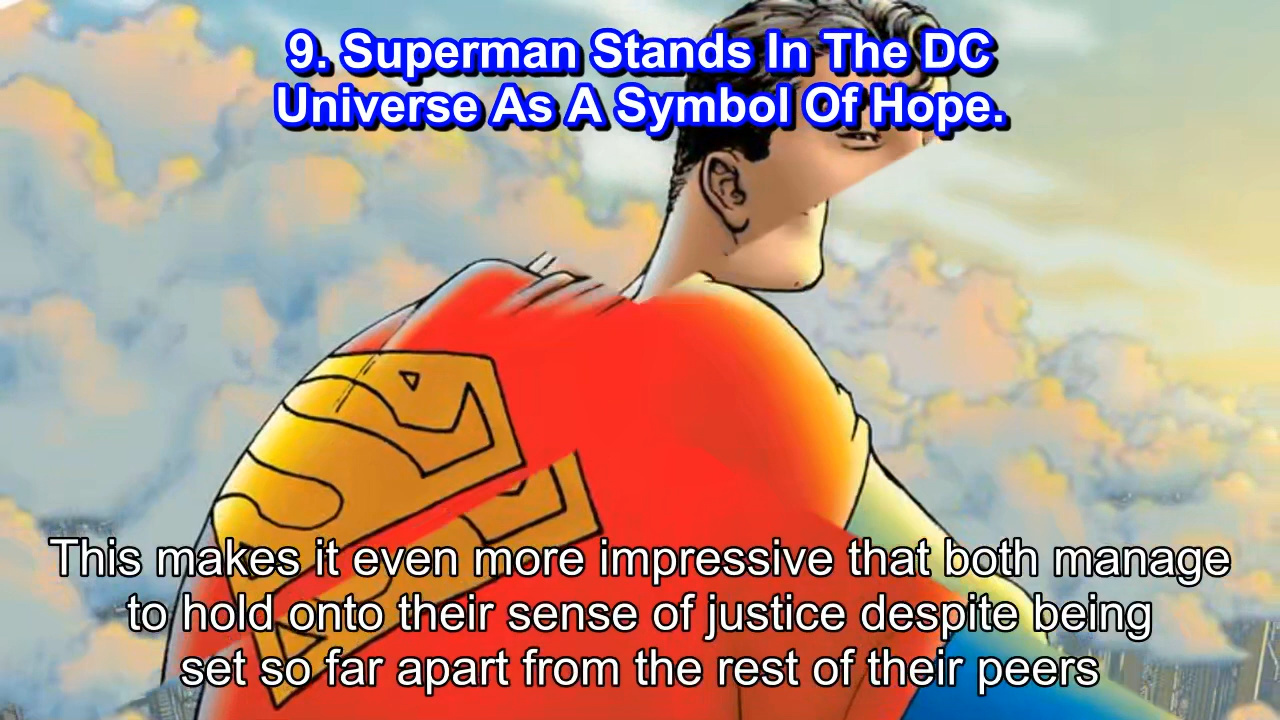 9. Superman Stands In The DC
Universe As A Symbol Of Hope.
This makes it even more impressive that both manage
to hold onto their sense of justice despite being
set so far apart from the rest of their peers